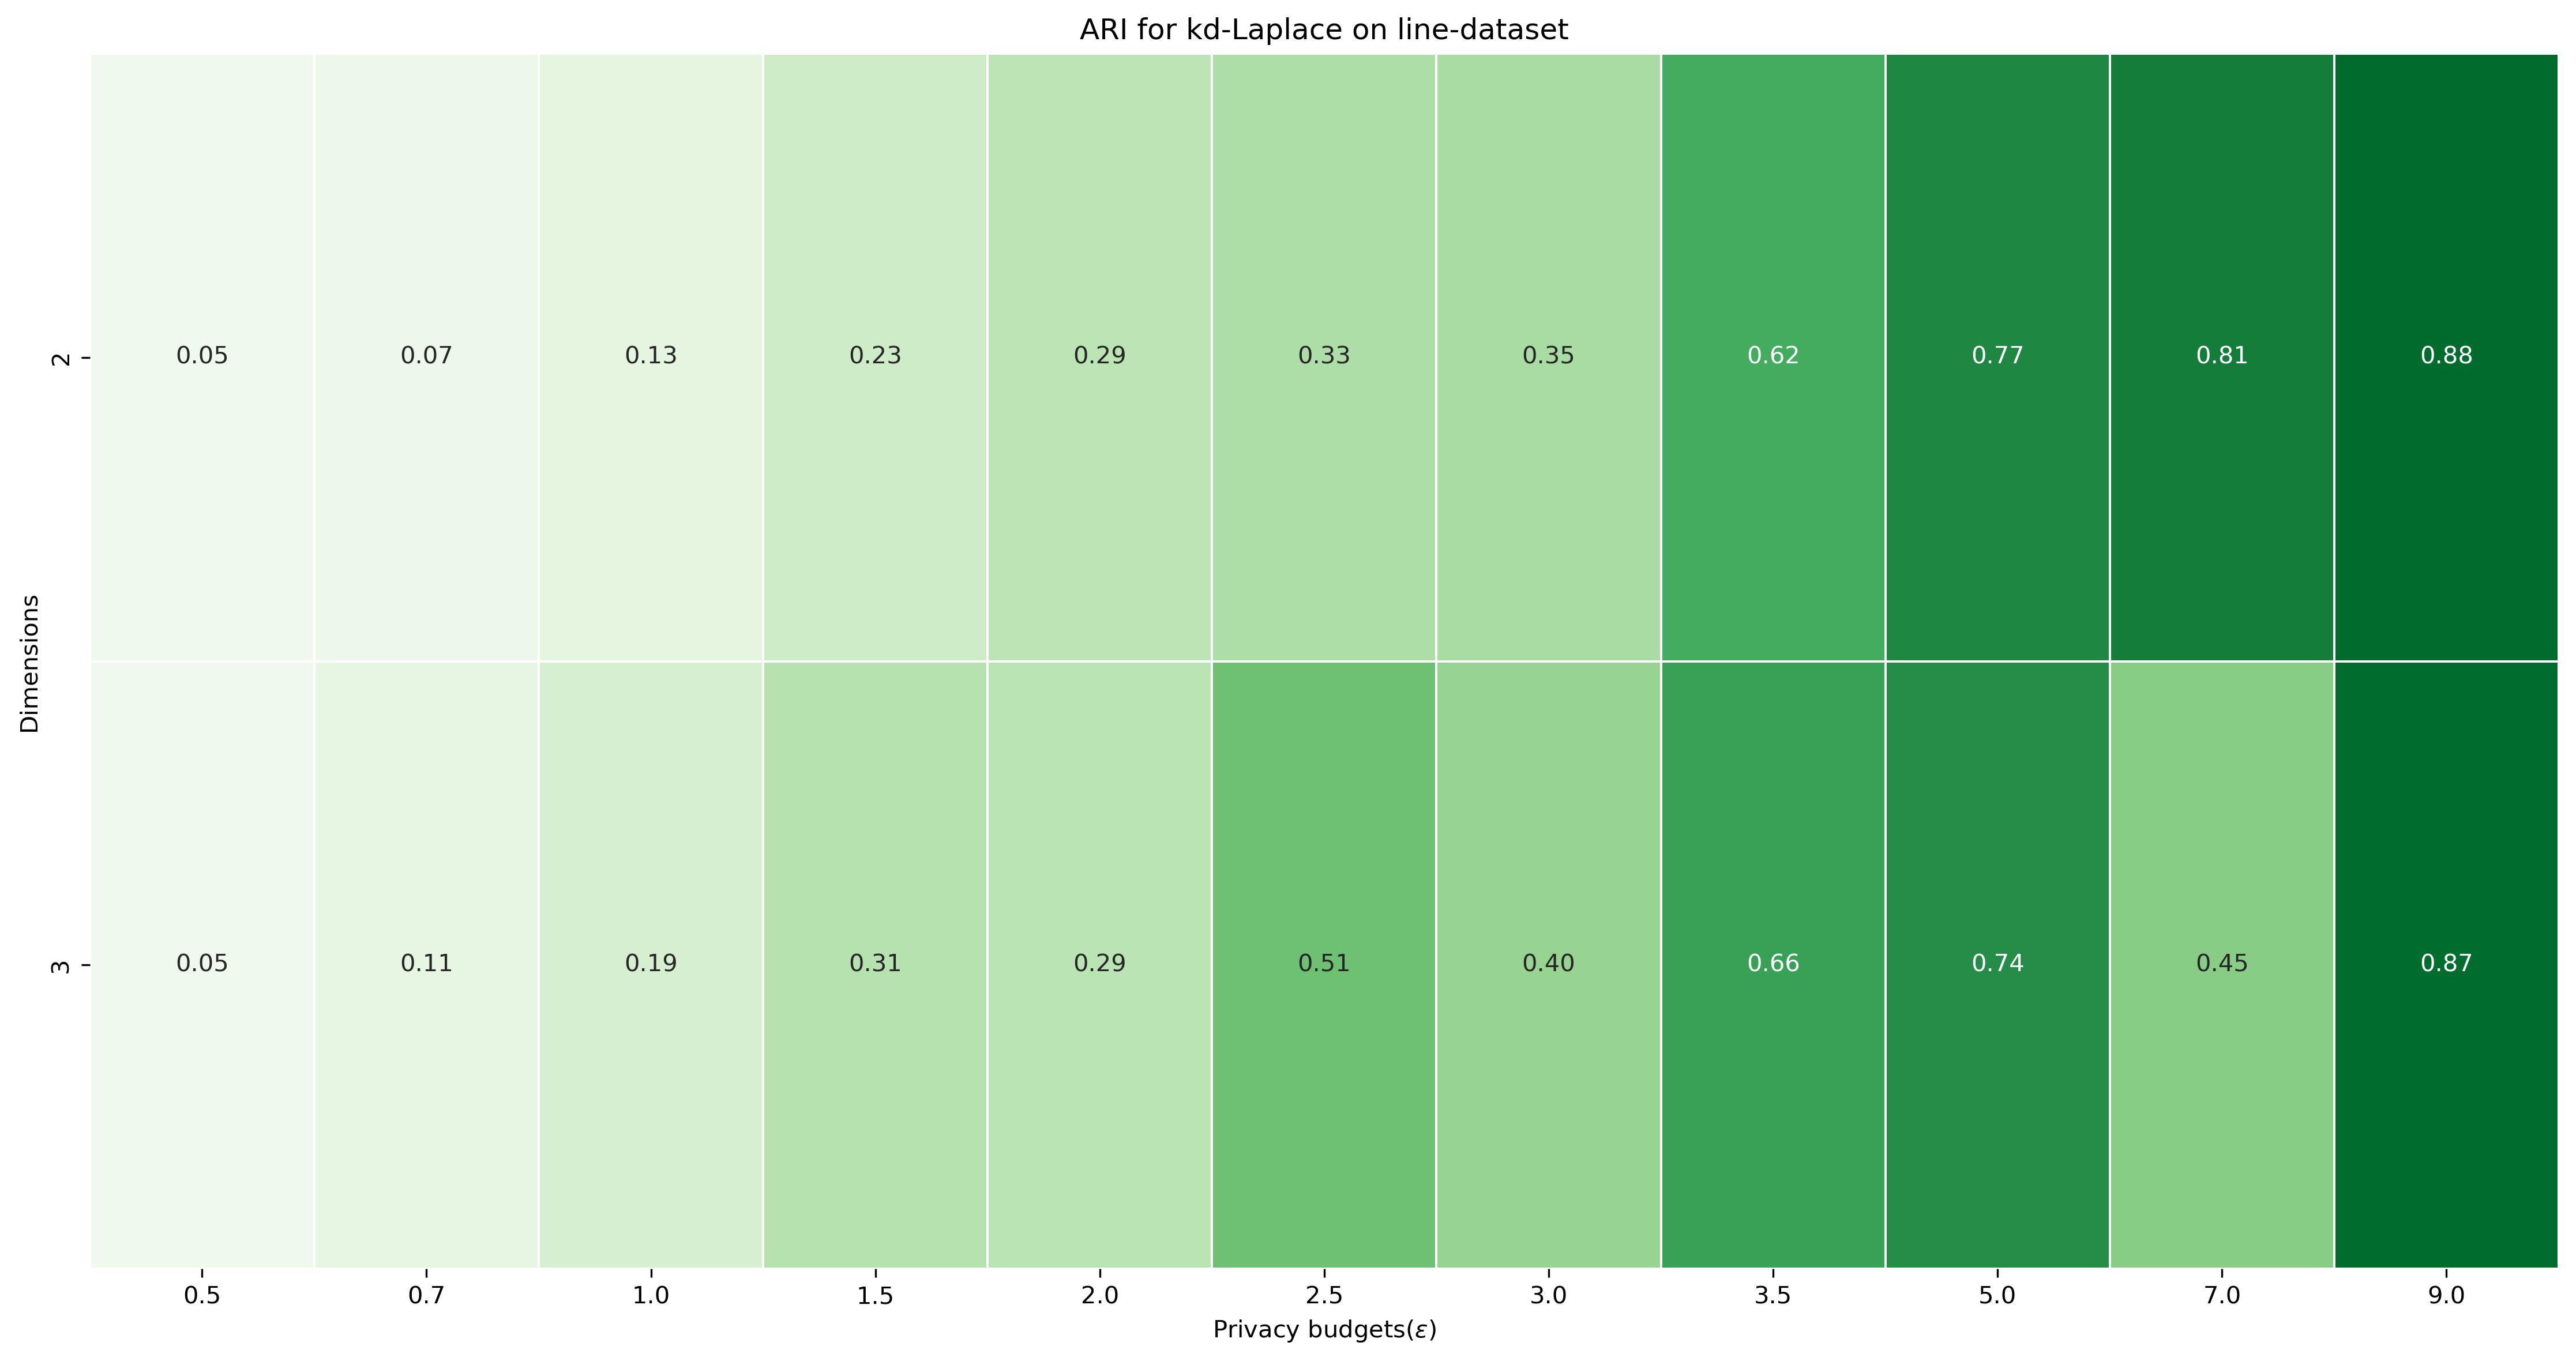 ARI for kd-Laplace on line-dataset
Dimensions
2
0.05 0.07 0.13 0.23 0.29 0.33 0.35 0.62 0.77 0.81 0.88
3
0.05 0.11 0.19 0.31 0.29 0.51 0.40 0.66 0.74 0.45 0.87
0.5 0.7 1.0 1.5 2.0 2.5 3.0 3.5 5.0 7.0 9.0
Privacy budgets(ε)